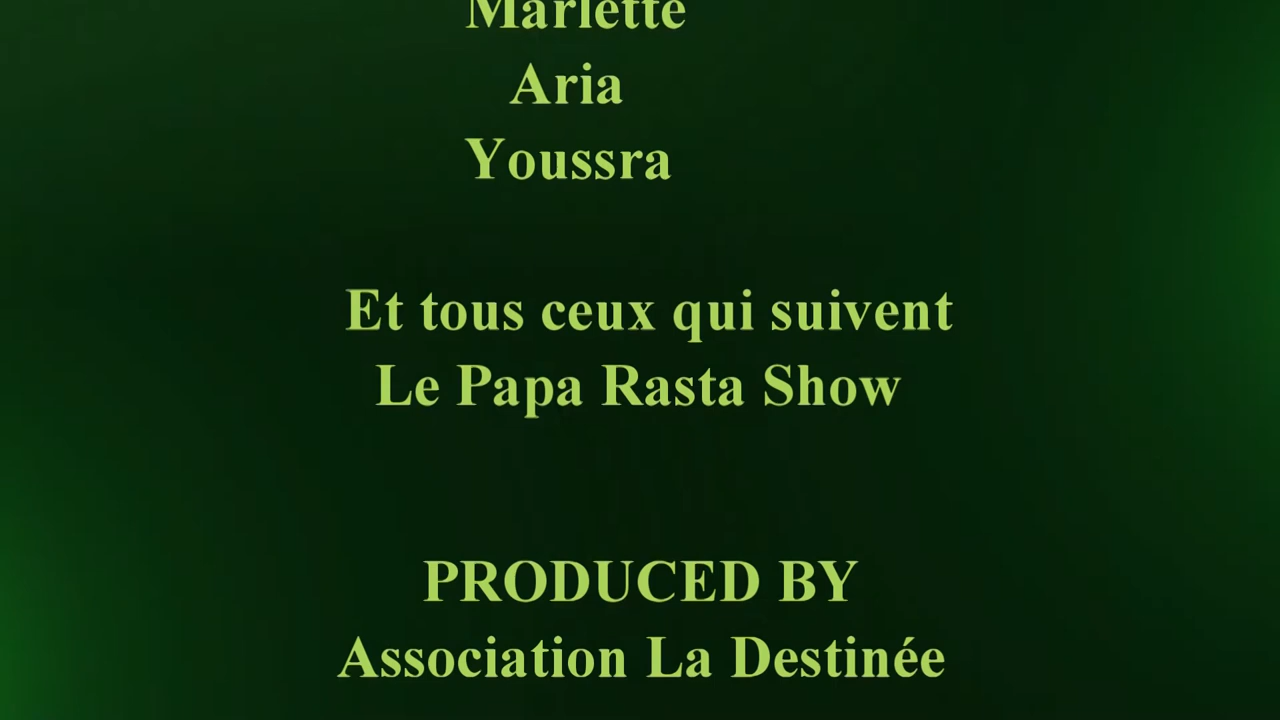 Marlette
Aria
Youssra
Et tous ceux qui suivent
Le Papa Rasta Show
PRODUCED BY
Association La Destinée